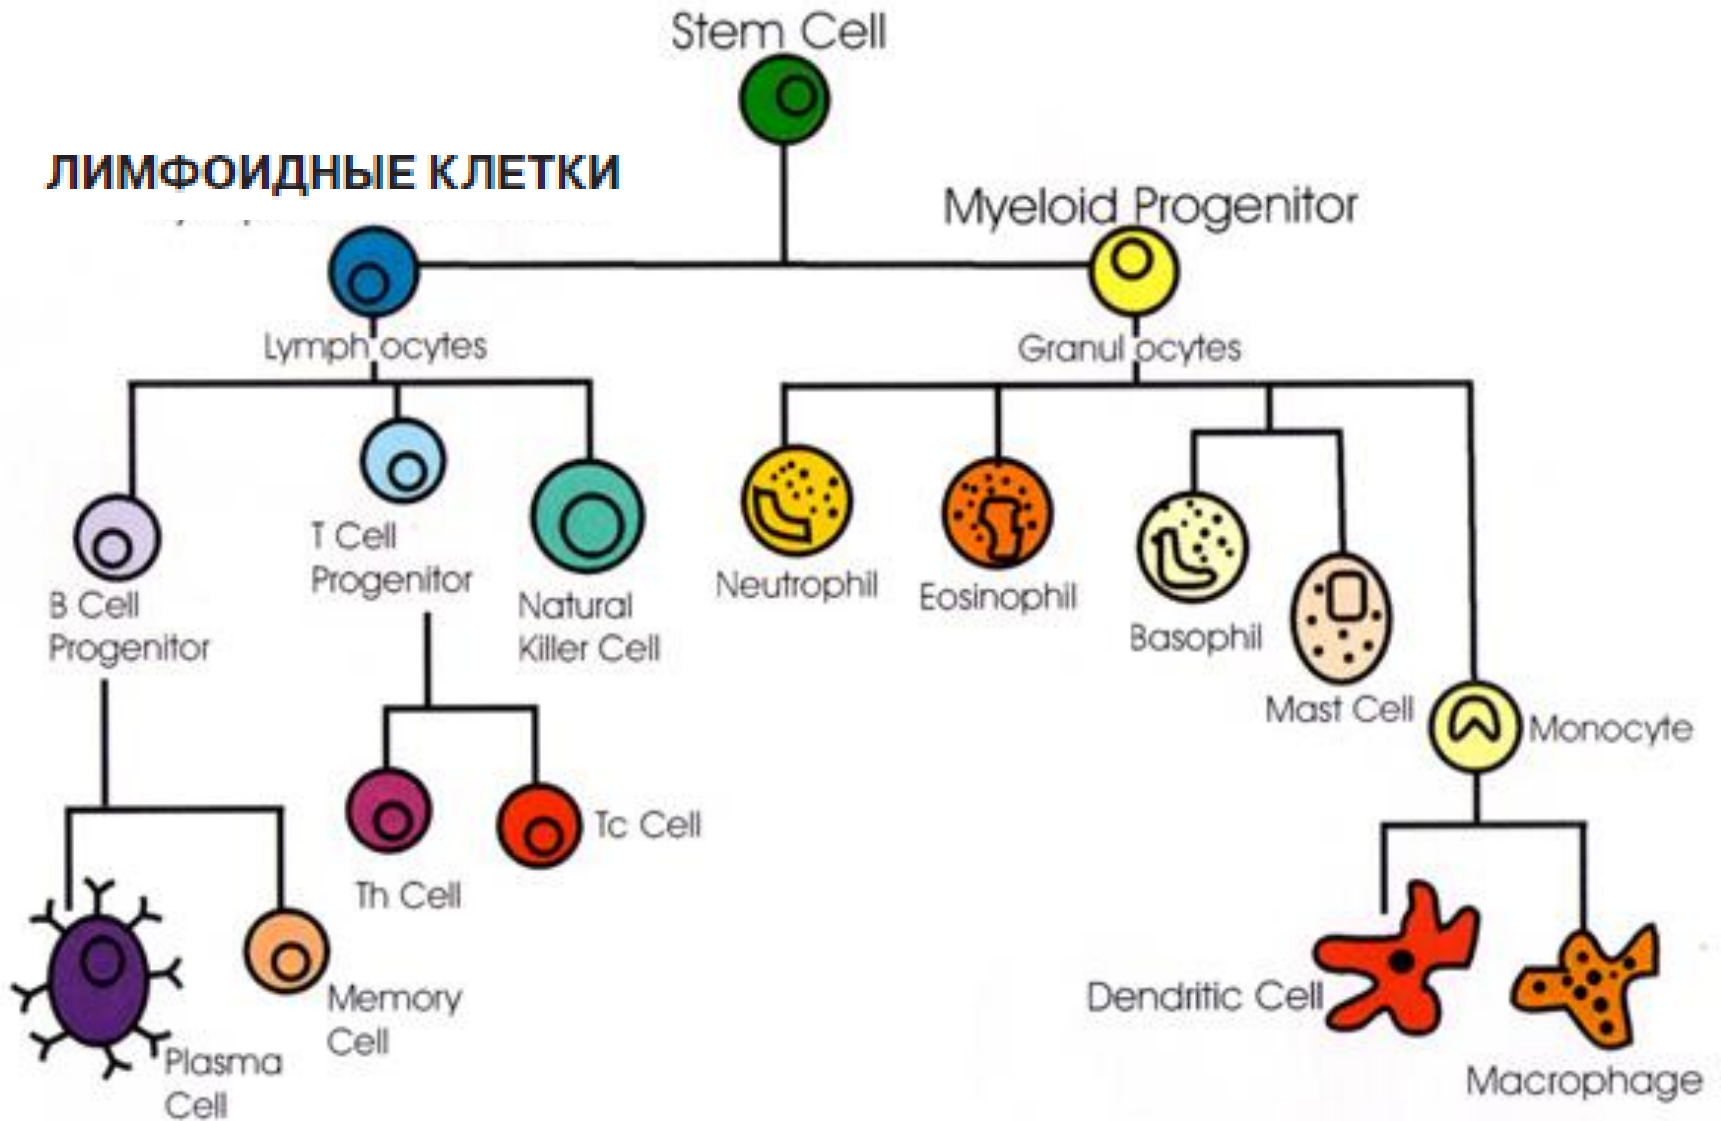 Stem Cell
ЛИМФОИДНЫЕ КЛЕТКИ
Myeloid Progenitor
Lymph ocytes
Granul ocytes
T Cell
Progenitor
B Cell
Progenitor
Natural
Killer Cell
Neutrophil
Eosinophil
Basophil
Mast Cell
Monocyte
Th Cell
Tc Cell
Memory
Cell
Plasma
Cell
Dendritic Cell
Macrophage